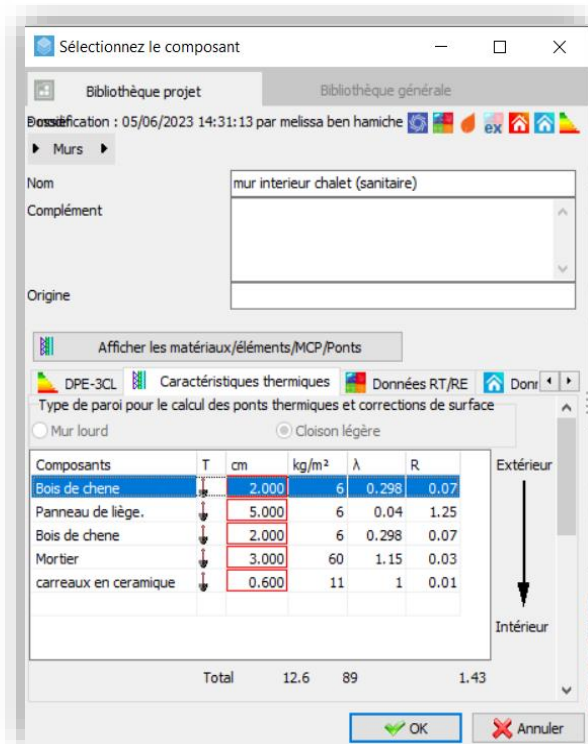 Sélectionnez le composant
Bibliothèque projet Bibliothèque générale
fication : 05/06/2023 14:31:13 par melissa ben hamiche ex
Murs
Nom mur interieur chalet (sanitaire)
Complément
Origine
Afficher les matériaux/éléments/MCP/Ponts
DPE-3CL Caractéristiques thermiques Données RT/RE Donr
Type de paroi pour le calcul des ponts thermiques et corrections de surface
Mur lourd Cloison légère
Composants T cm kg/m² λ R Extérieur
Bois de chene 2.000 6 0.298 0.07
Panneau de liège. 5.000 6 0.04 1.25
Bois de chene 2.000 6 0.298 0.07
Mortier 3.000 60 1.15 0.03
carreaux en ceramique 0.600 11 1 0.01
Intérieur
Total 12.6 89 1.43
OK Annuler